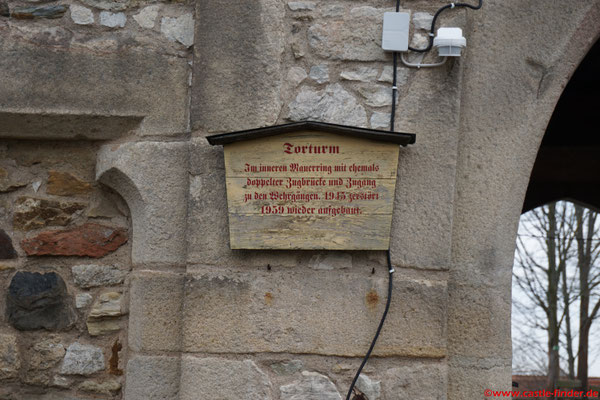 Torturm
Im inneren Mauerring mit ehemals
doppelter Zugbrücke und Zugang
zu den Wehrgängen. 1945 zerstört
1959 wieder aufgebaut.
©www.castle-finder.de